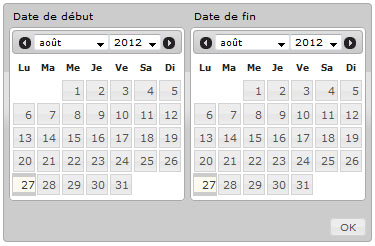 Date de début Date de fin
août 2012 août 2012
Lu Ma Me Je Ve Sa Di Lu Ma Me Je Ve Sa Di
1 2 3 4 5 1 2 3 4 5
6 7 8 9 10 11 12 6 7 8 9 10 11 12
13 14 15 16 17 18 19 13 14 15 16 17 18 19
20 21 22 23 24 25 26 20 21 22 23 24 25 26
27 28 29 30 31 27 28 29 30 31
OK